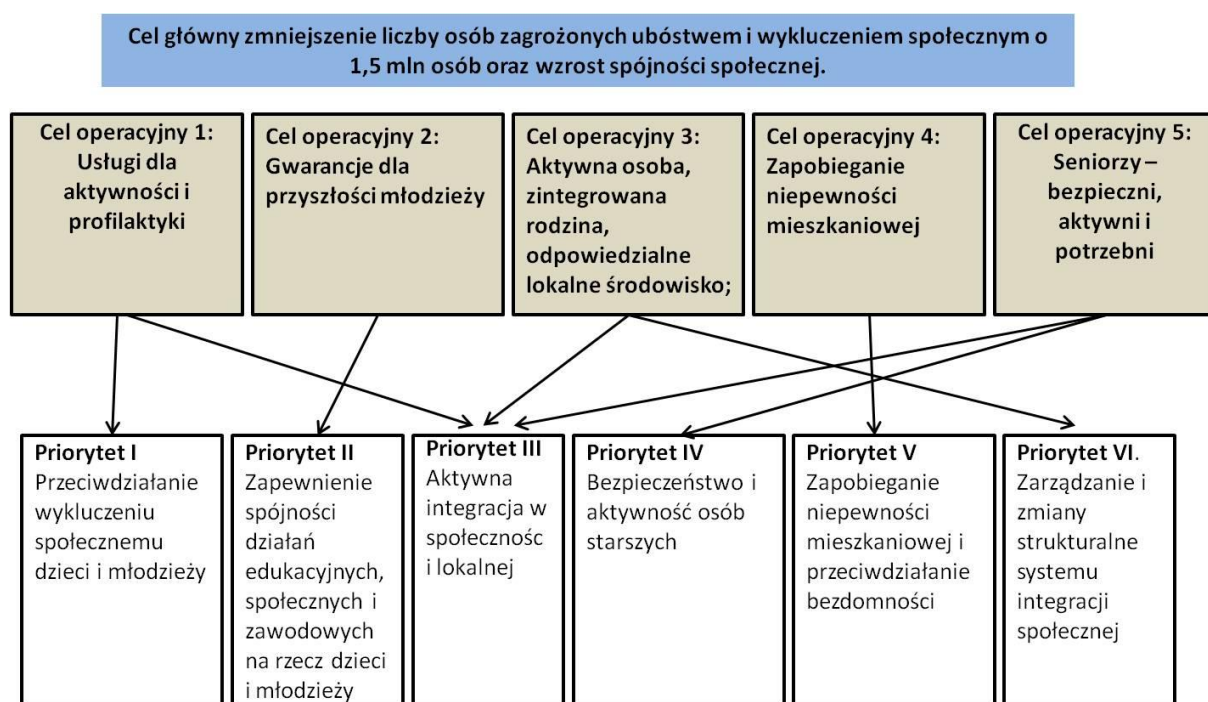 Cel główny zmniejszenie liczby osób zagrożonych ubóstwem i wykluczeniem społecznym o
1,5 mln osób oraz wzrost spójności społecznej.
Cel operacyjny 1:
Usługi dla
aktywności i
profilaktyki
Cel operacyjny 2:
Gwarancje dla
przyszłości młodzieży
Cel operacyjny 3:
Aktywna osoba,
zintegrowana
rodzina,
odpowiedzialne
lokalne środowisko;
Cel operacyjny 4:
Zapobieganie
niepewności
mieszkaniowej
Cel operacyjny 5:
Seniorzy –
bezpieczni,
aktywni i
potrzebni
Priorytet I
Przeciwdziałanie
wykluczeniu
społecznemu
dzieci i młodzieży
Priorytet II
Zapewnienie
spójności
działań
edukacyjnych,
społecznych i
zawodowych
na rzecz dzieci
i młodzieży
Priorytet III
Aktywna
integracja w
społecznośc
i lokalnej
Priorytet IV
Bezpieczeństwo i
aktywność osób
starszych
Priorytet V
Zapobieganie
niepewności
mieszkaniowej i
przeciwdziałanie
bezdomności
Priorytet VI.
Zarządzanie i
zmiany
strukturalne
systemu
integracji
społecznej